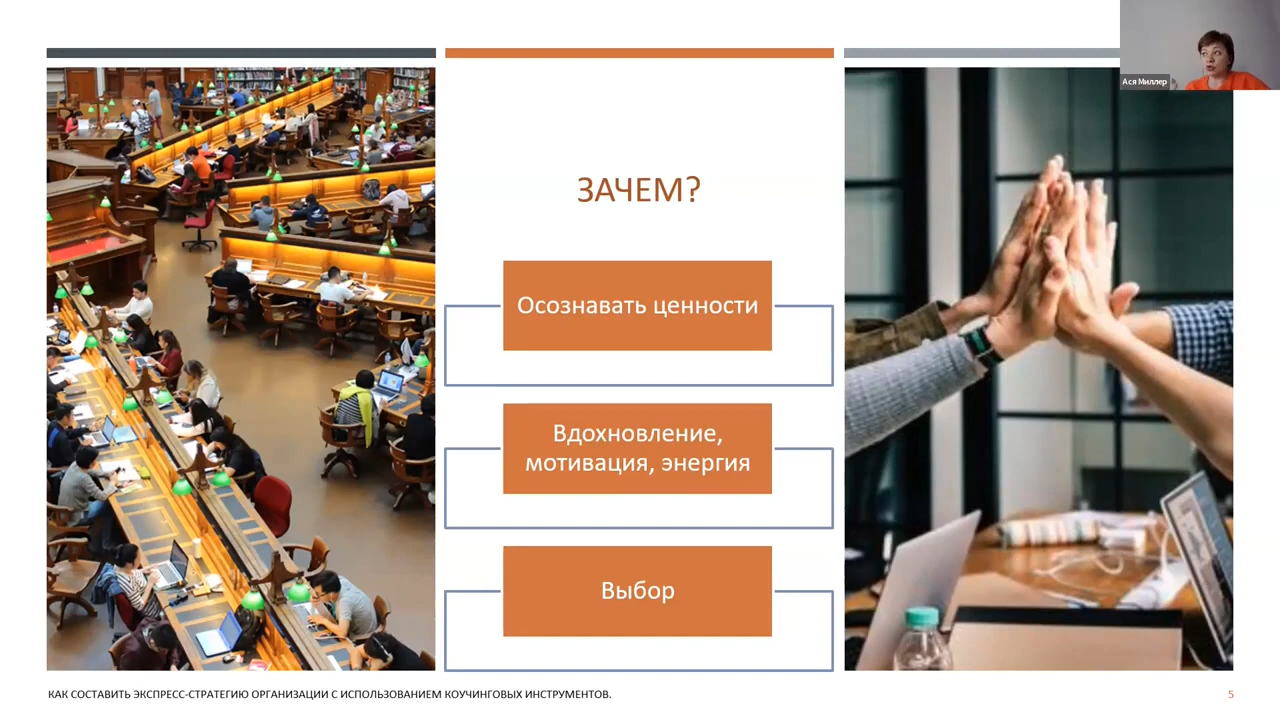 Ася Миллер
ЗАЧЕМ?
Осознавать ценности
Вдохновление,
мотивация, энергия
Выбор
КАК СОСТАВИТЬ ЭКСПРЕСС-СТРАТЕГИЮ ОРГАНИЗАЦИИ С ИСПОЛЬЗОВАНИЕМ КОУЧИНГОВЫХ ИНСТРУМЕНТОВ.
5